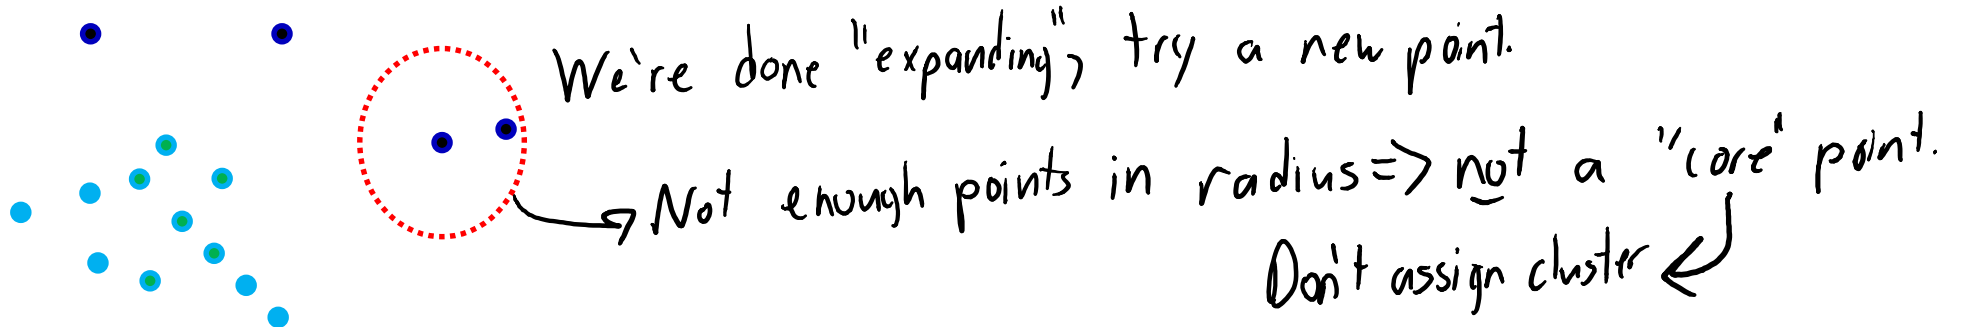 We're done "expanding", try a new point.
Not enough points in radius => not a "core" point.
Don't assign cluster